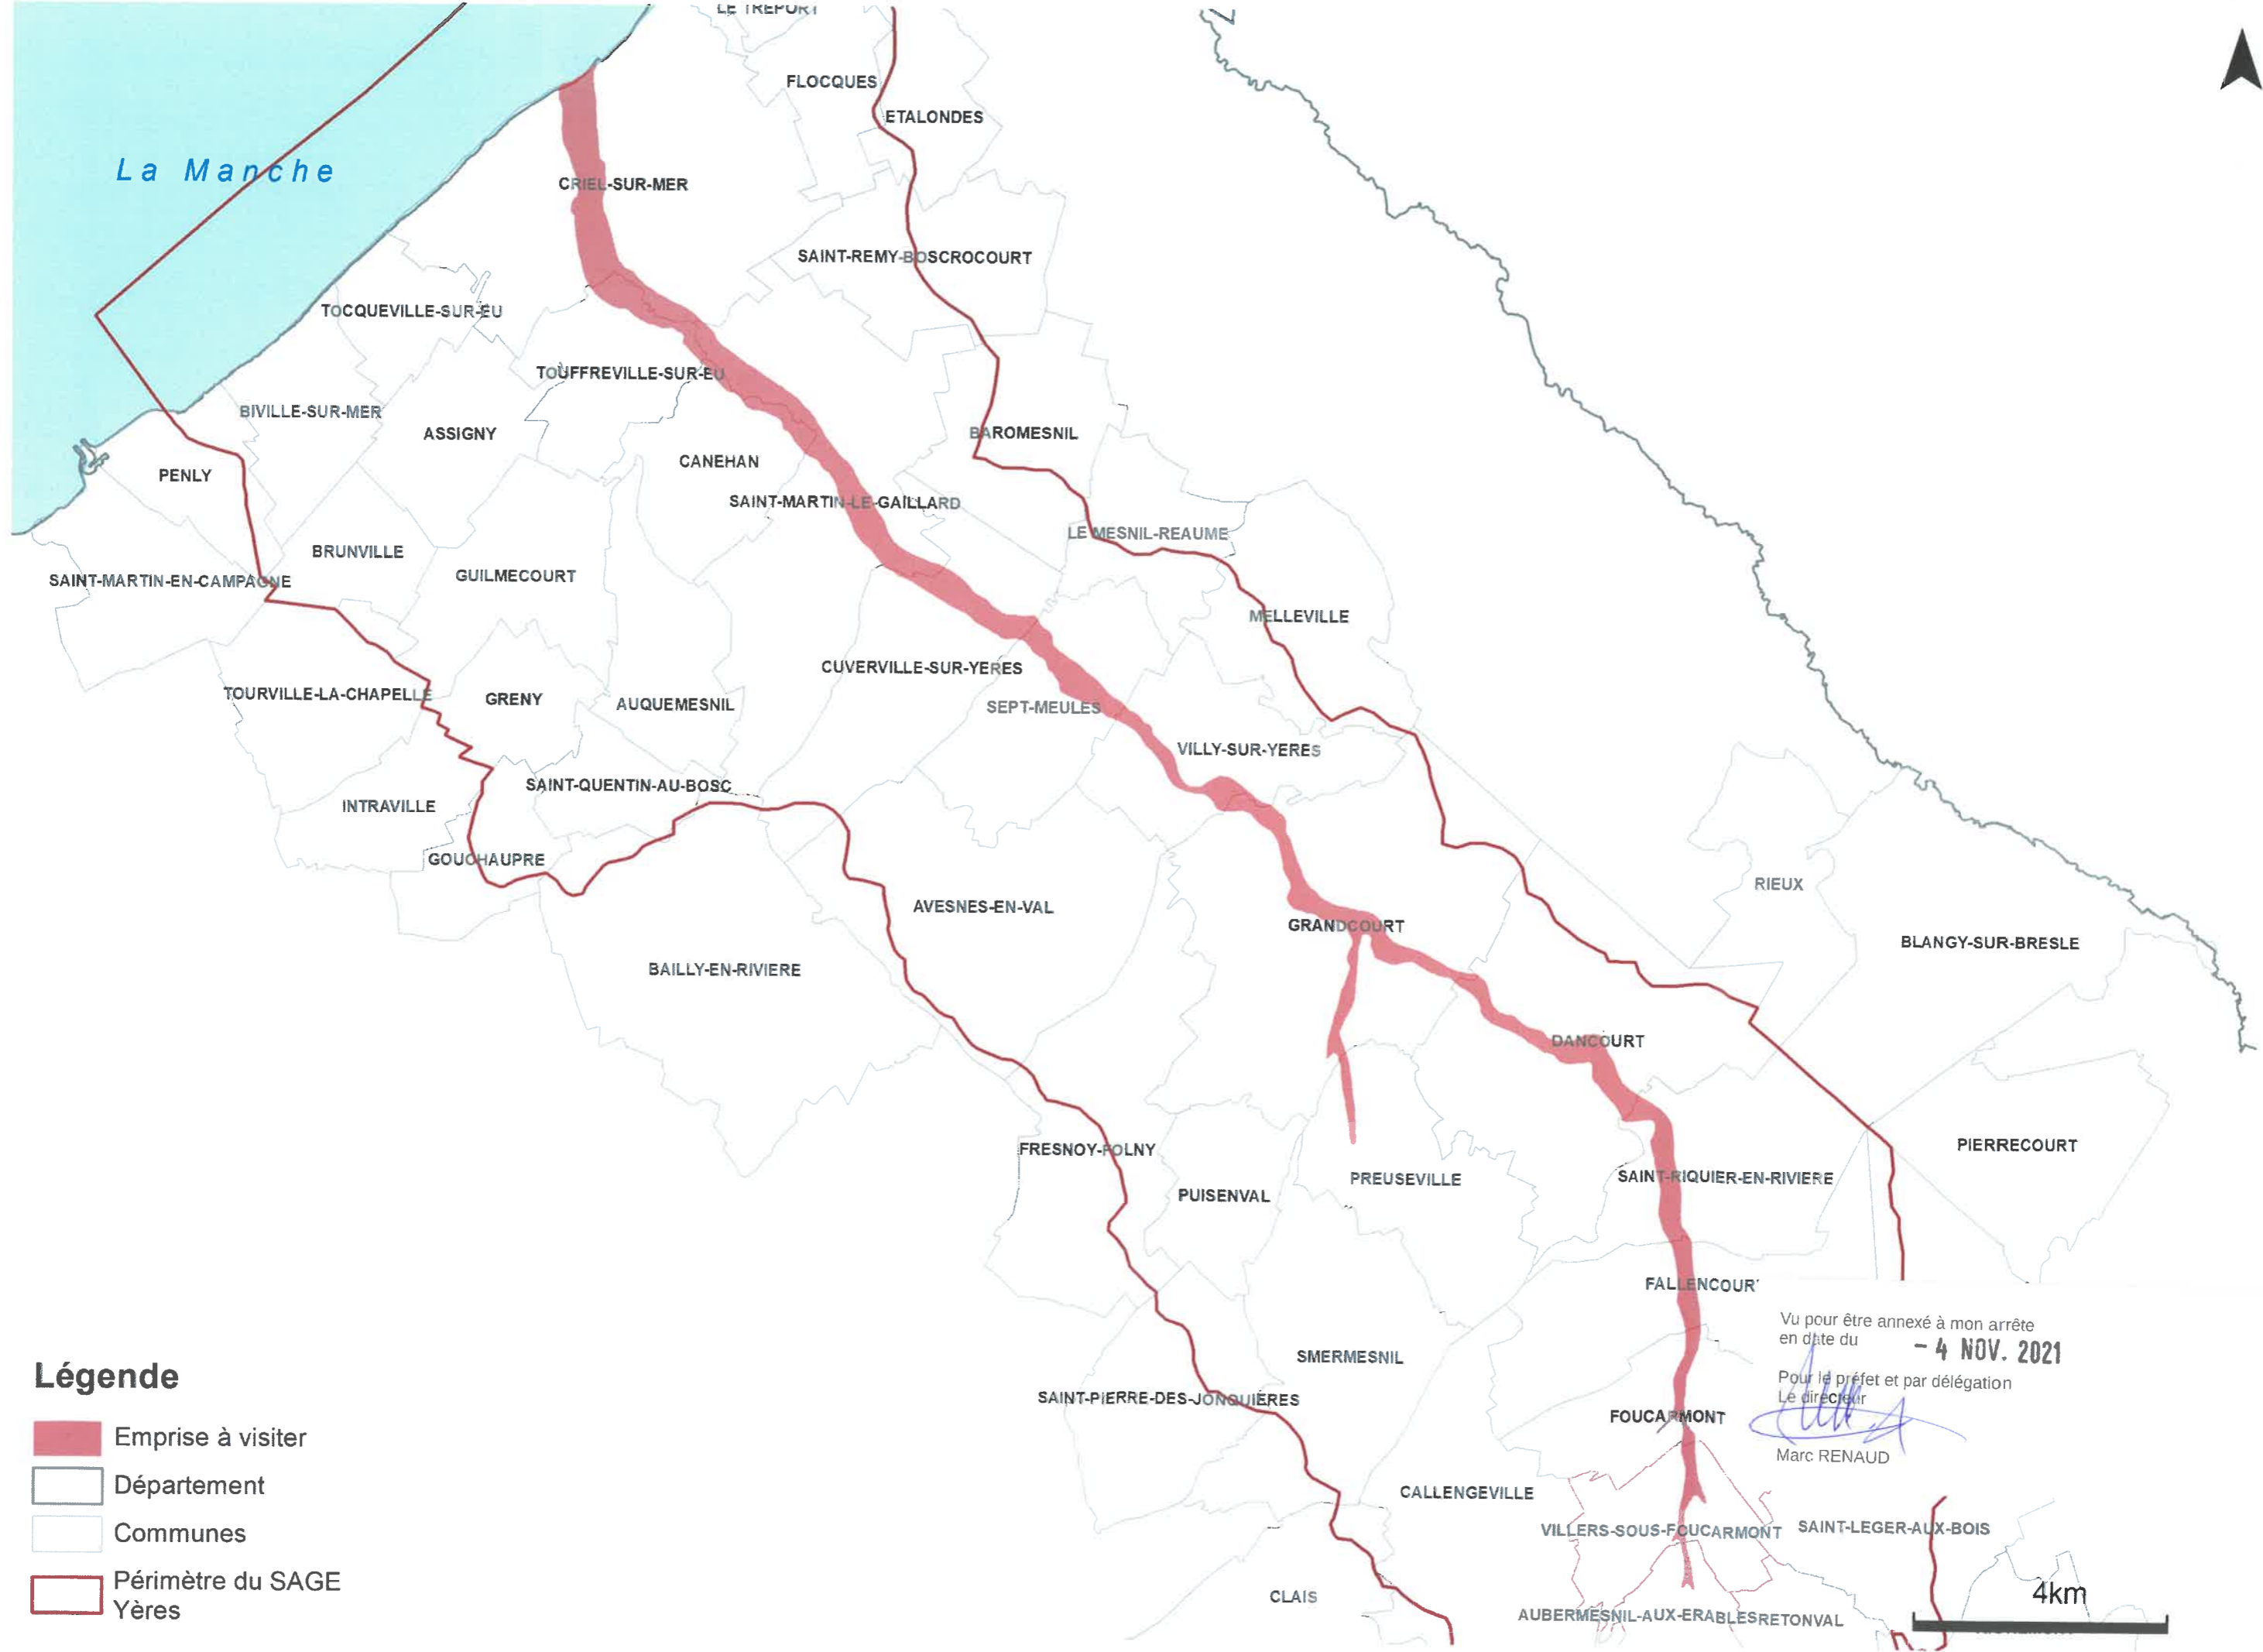 LE TREPORT
FLOCQUES
ETALONDES
La Manche
CRIEL-SUR-MER
SAINT-REMY-BOSCROCOURT
TOCQUEVILLE-SUR-EU
TOUFFREVILLE-SUR-EU
BIVILLE-SUR-MER
ASSIGNY
BAROMESNIL
CANEHAN
PENLY
SAINT-MARTIN-LE-GAILLARD
LE MESNIL-REAUME
BRUNVILLE
GUILMECOURT
SAINT-MARTIN-EN-CAMPAGNE
MELLEVILLE
CUVERVILLE-SUR-YERES
TOURVILLE-LA-CHAPELLE
GRENY
AUQUEMESNIL
SEPT-MEULES
VILLY-SUR-YERES
SAINT-QUENTIN-AU-BOSC
INTRAVILLE
GOUCHAUPRE
RIEUX
AVESNES-EN-VAL
GRANDCOURT
BLANGY-SUR-BRESLE
BAILLY-EN-RIVIERE
DANCOURT
FRESNOY-FOLNY
PIERRECOURT
PREUSEVILLE
SAINT-RIQUIER-EN-RIVIERE
PUISENVAL
FALLENCOUR
Vu pour être annexé à mon arrête
en date du - 4 NOV. 2021
Pour le préfet et par délégation
Le directeur
Marc RENAUD
SMERMESNIL
SAINT-PIERRE-DES-JONQUIÈRES
FOUCARMONT
CALLENGEVILLE
VILLERS-SOUS-FOUCARMONT
SAINT-LEGER-AUX-BOIS
CLAIS
AUBERMESNIL-AUX-ERABLES
RETONVAL
4km
Légende
Emprise à visiter
Département
Communes
Périmètre du SAGE
Yères